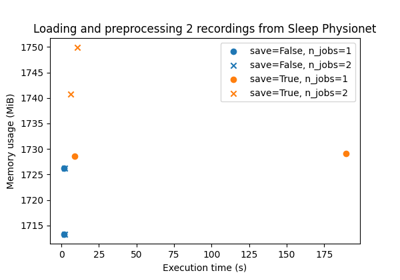 Loading and preprocessing 2 recordings from Sleep Physionet
1750
1745
1740
1735
1730
1725
1720
1715
Memory usage (MiB)
save=False, n_jobs=1
save=False, n_jobs=2
save=True, n_jobs=1
save=True, n_jobs=2
0 25 50 75 100 125 150 175
Execution time (s)